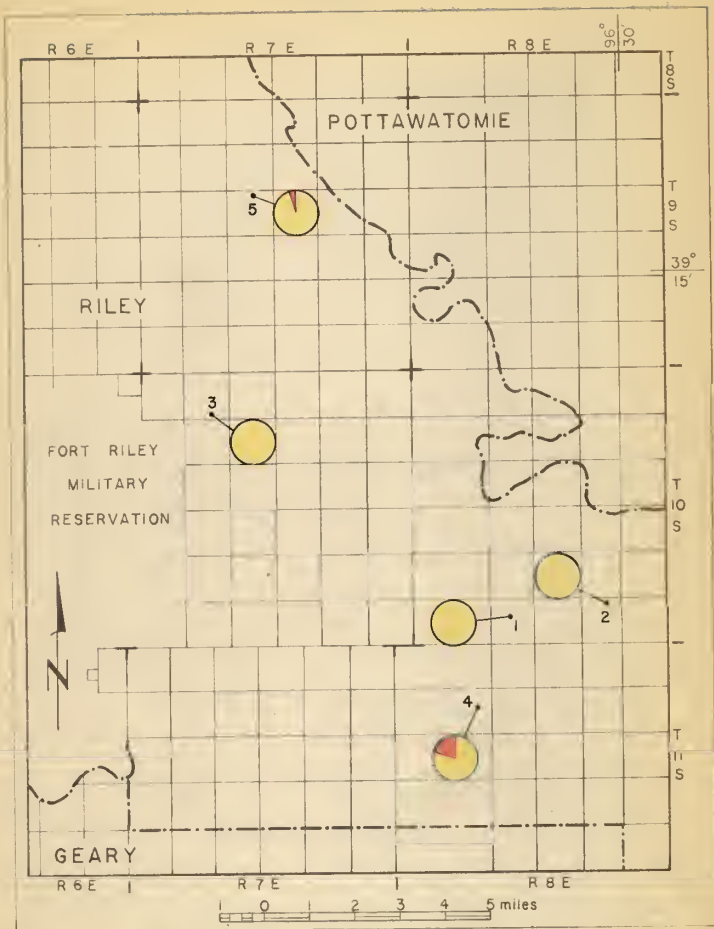 R 6 E R 7 E R 8 E 96° 30'
T 8 S
POTTAWATOMIE
T 9 S
5
39° 15'
RILEY
3
FORT RILEY
MILITARY
RESERVATION
T 10 S
2
1
N
4
T 11 S
GEARY
R 6 E R 7 E R 8 E
1 0 1 2 3 4 5 miles